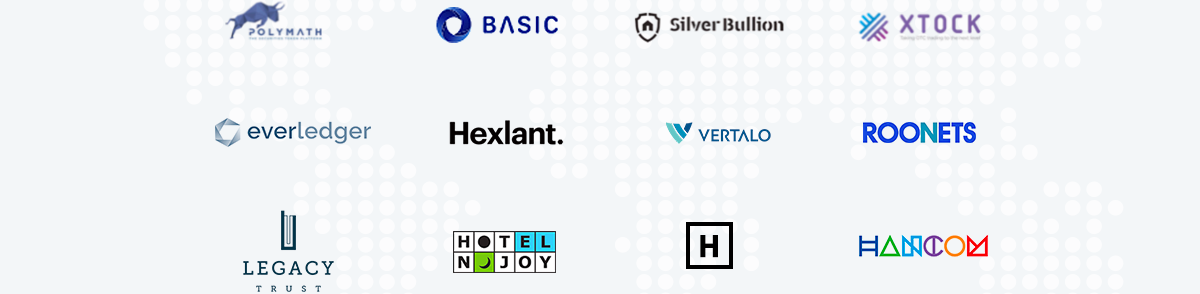 POLYMATH
BASIC
Silver Bullion
XTOCK
everledger
Hexlant.
VERTALO
ROONETS
LEGACY
TRUST
HOTEL
NJOY
H
HANCOM